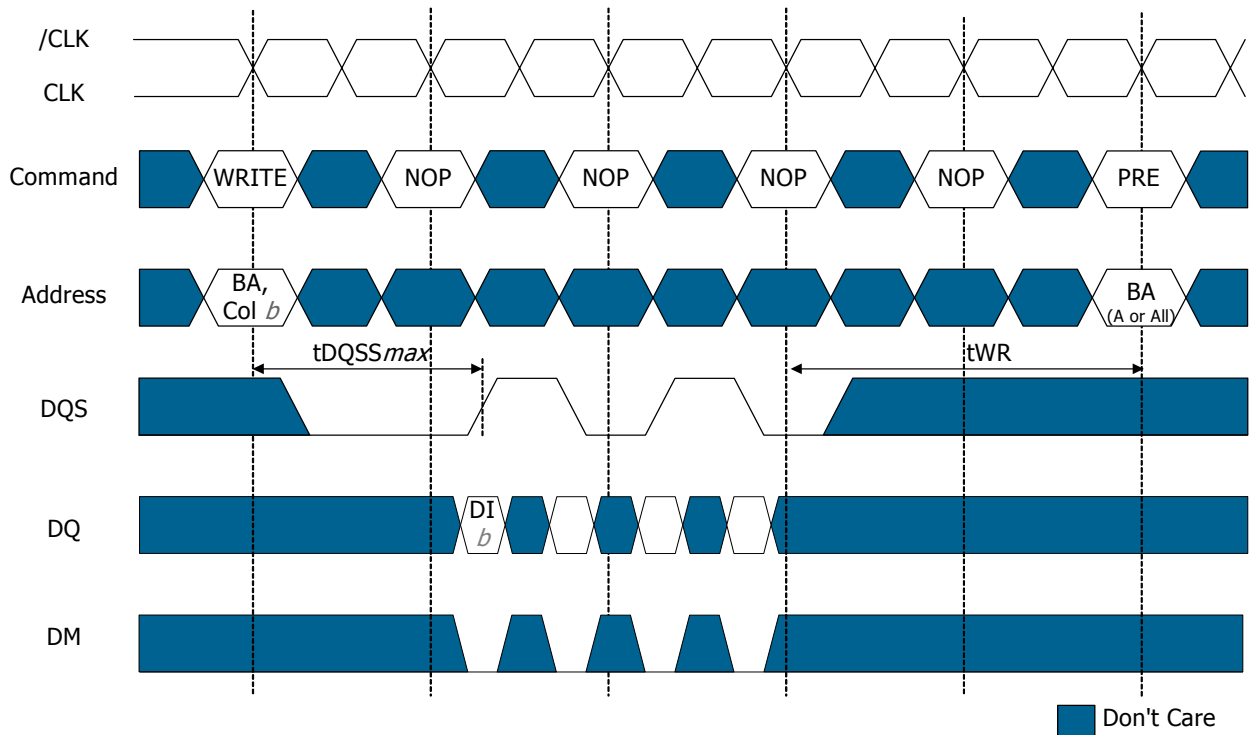 /CLK
CLK
Command
WRITE NOP NOP NOP NOP PRE
Address
BA,
Col b
BA
(A or All)
tDQSSmax
tWR
DQS
DQ
DI
b
DM
Don't Care